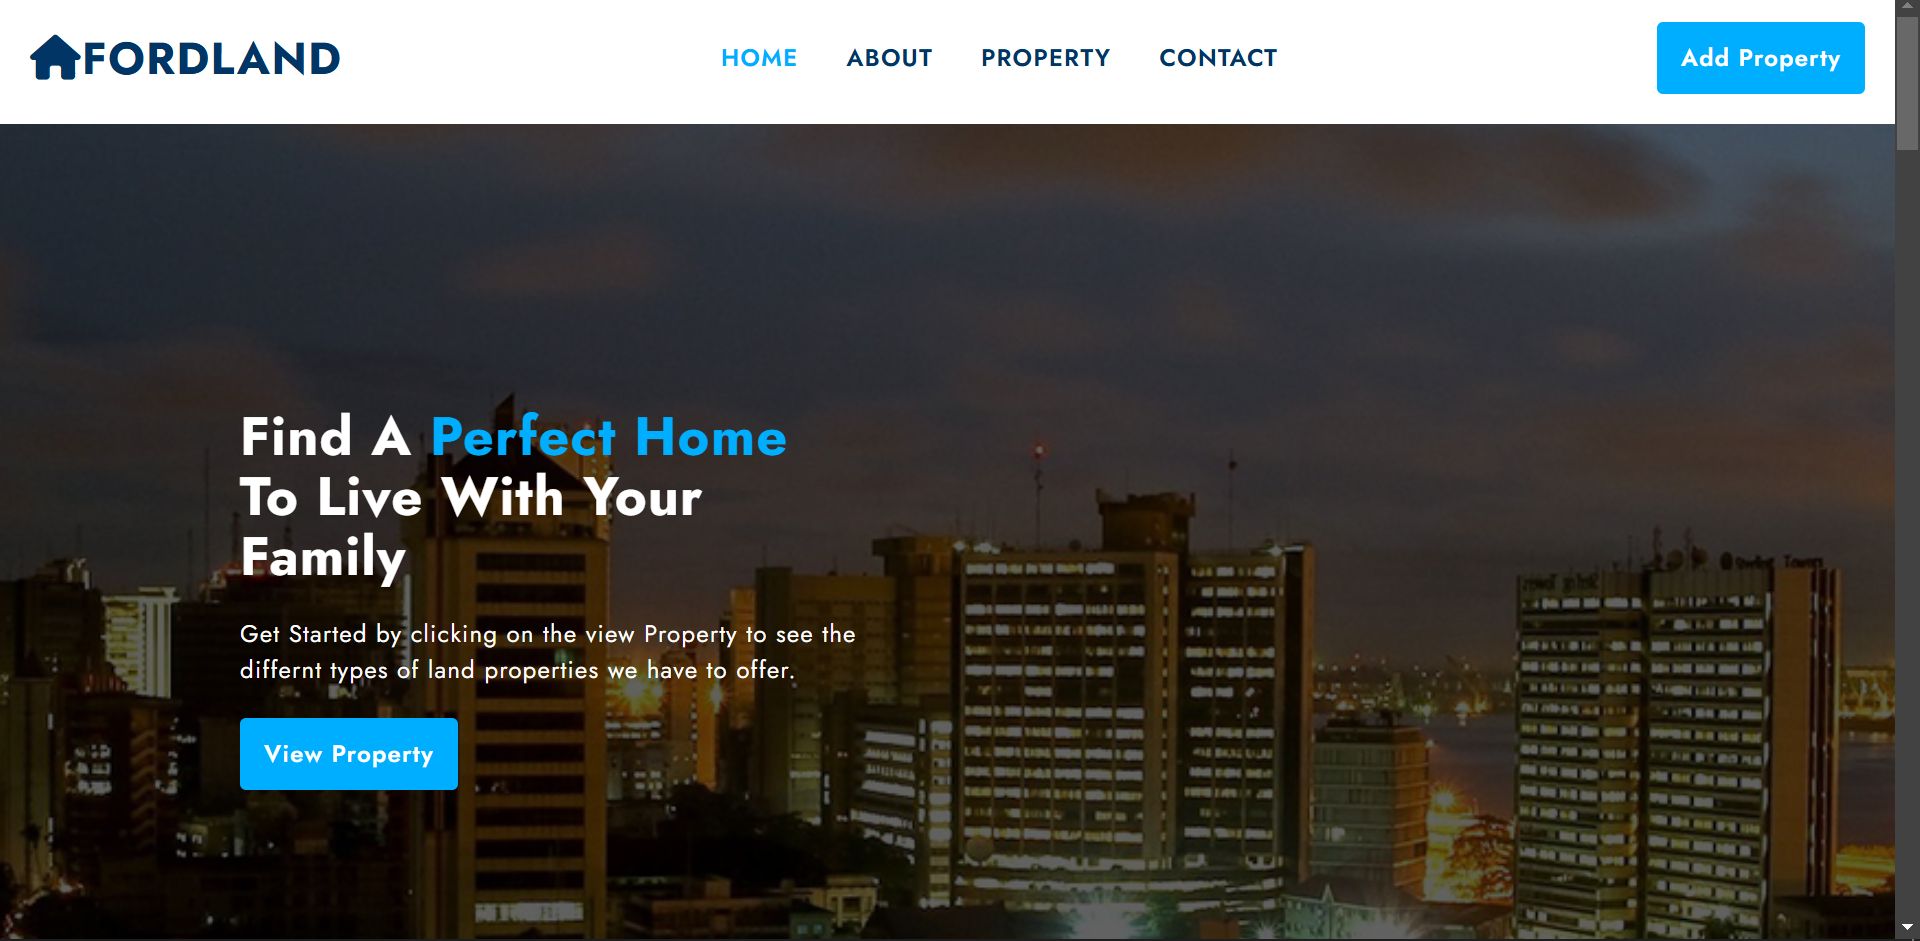 FORDLAND
HOME ABOUT PROPERTY CONTACT
Add Property
Find A Perfect Home
To Live With Your
Family
Get Started by clicking on the view Property to see the
differnt types of land properties we have to offer.
View Property